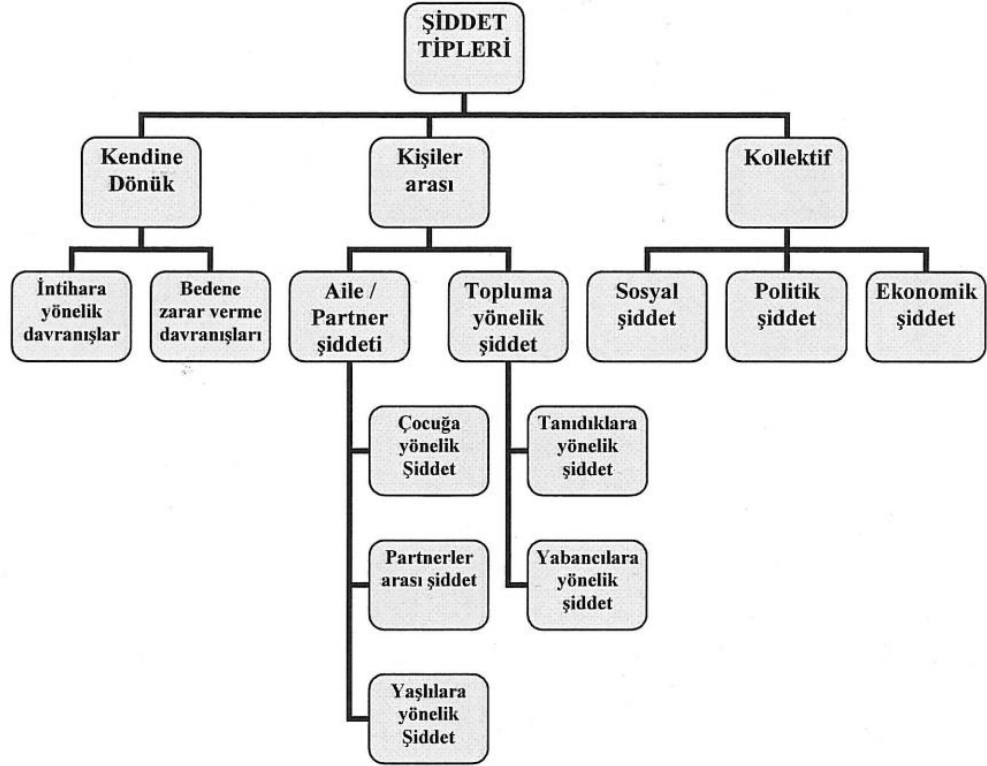 ŞİDDET
TİPLERİ
Kendine
Dönük
Kişiler
arası
Kollektif
İntihara
yönelik
davranışlar
Bedene
zarar verme
davranışları
Aile /
Partner
şiddeti
Topluma
yönelik
şiddet
Sosyal
şiddet
Politik
şiddet
Ekonomik
şiddet
Çocuğa
yönelik
Şiddet
Tanıdıklara
yönelik
şiddet
Partnerler
arası şiddet
Yabancılara
yönelik
şiddet
Yaşlılara
yönelik
Şiddet